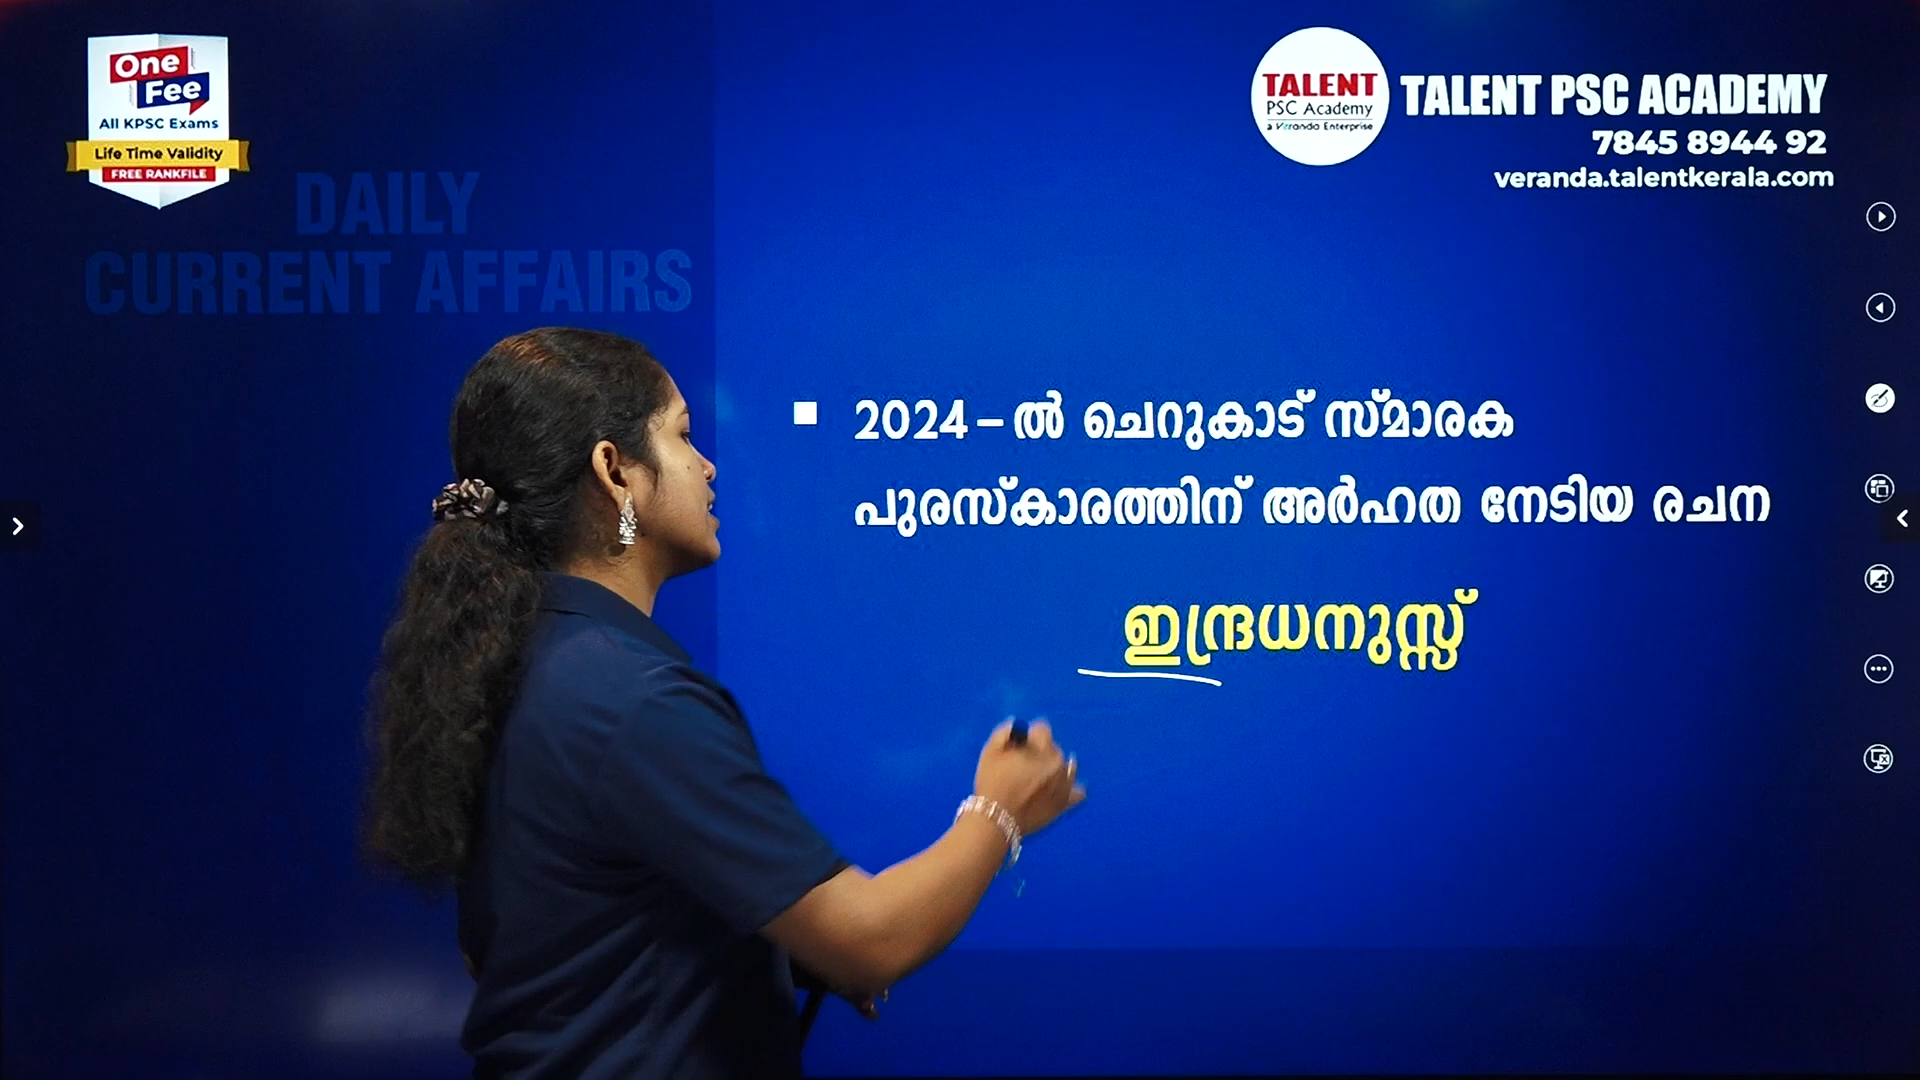 One
Fee
All KPSC Exams
Life Time Validity
FREE RANKFILE
TALENT
PSC Academy
a Veranda Enterprise
TALENT PSC ACADEMY
7845 8944 92
veranda.talentkerala.com
DAILY
CURRENT AFFAIRS
2024-ൽ ചെറുകാട് സ്മാരക
പുരസ്കാരത്തിന് അർഹത നേടിയ രചന
ഇന്ദ്രധനുസ്സ്